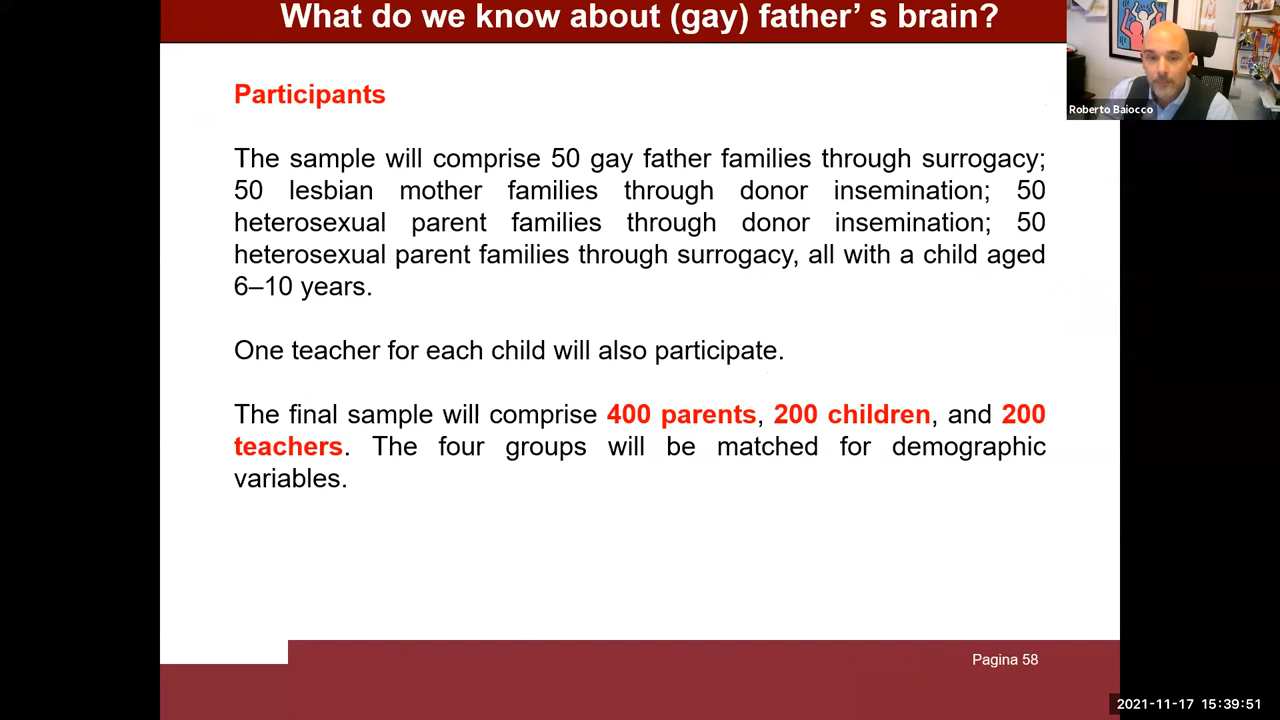 What do we know about (gay) father’ s brain?
Roberto Baiocco
Participants
The sample will comprise 50 gay father families through surrogacy;
50 lesbian mother families through donor insemination; 50
heterosexual parent families through donor insemination; 50
heterosexual parent families through surrogacy, all with a child aged
6–10 years.
One teacher for each child will also participate.
The final sample will comprise 400 parents, 200 children, and 200
teachers. The four groups will be matched for demographic
variables.
Pagina 58
2021-11-17 15:39:51